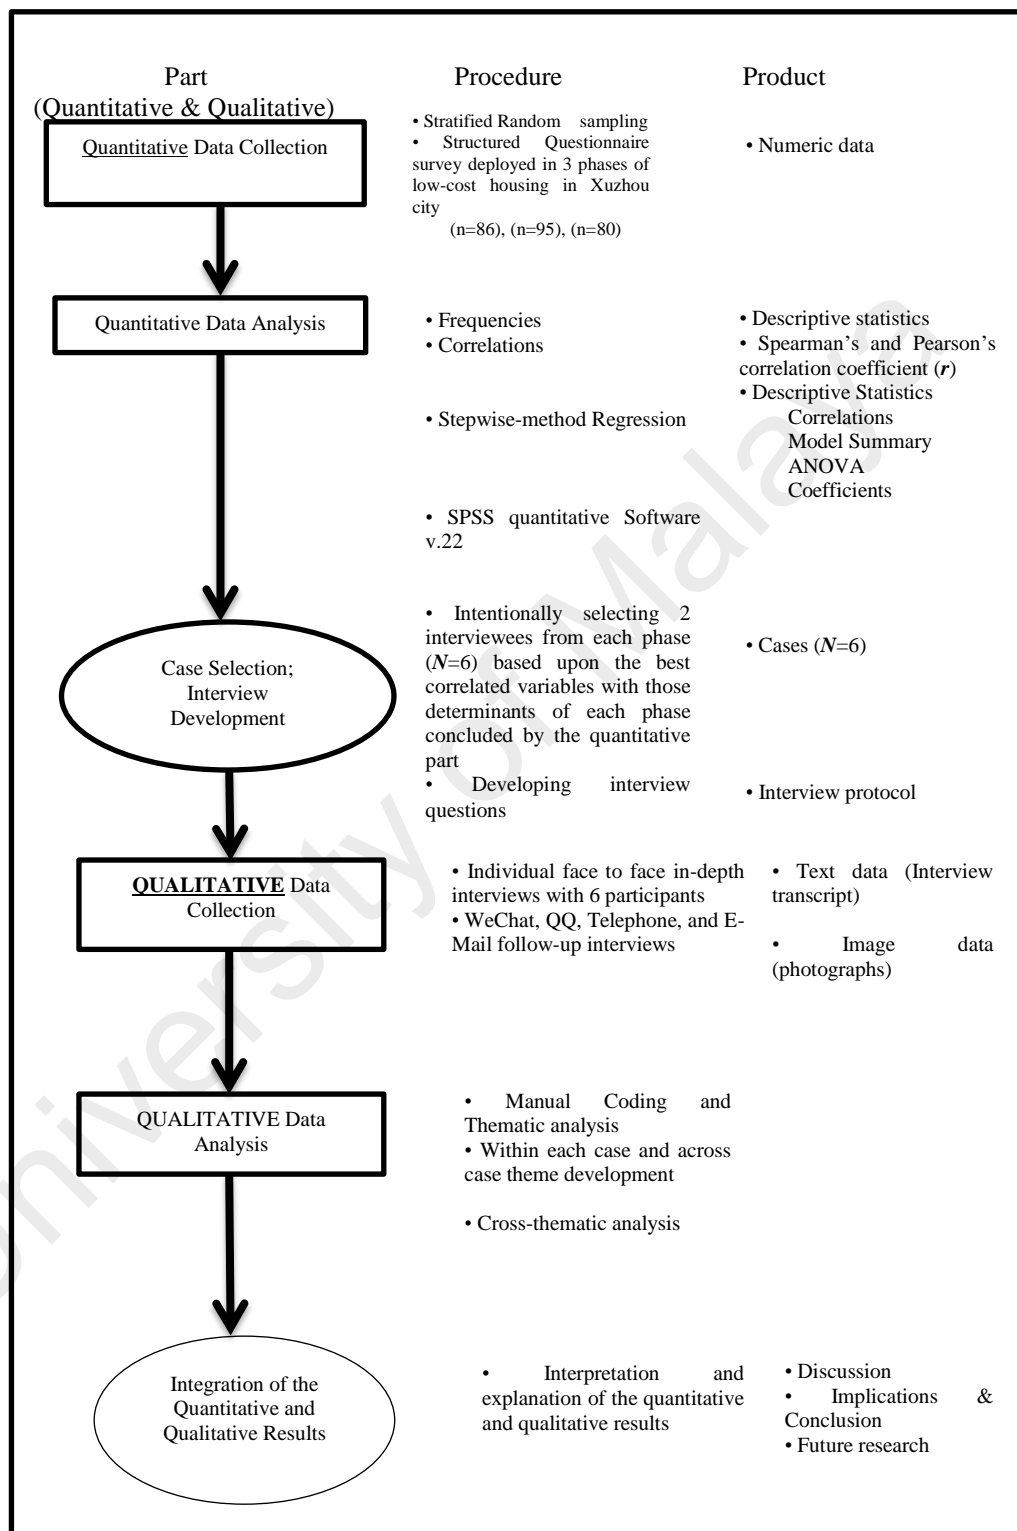 Part
(Quantitative & Qualitative)
Procedure
Product
Quantitative Data Collection
• Stratified Random sampling
• Structured Questionnaire
survey deployed in 3 phases of
low-cost housing in Xuzhou
city
(n=86), (n=95), (n=80)
• Numeric data
Quantitative Data Analysis
• Frequencies
• Correlations
• Stepwise-method Regression
• SPSS quantitative Software
v.22
• Descriptive statistics
• Spearman’s and Pearson’s
correlation coefficient (r)
• Descriptive Statistics
Correlations
Model Summary
ANOVA
Coefficients
Case Selection;
Interview
Development
• Intentionally selecting 2
interviewees from each phase
(N=6) based upon the best
correlated variables with those
determinants of each phase
concluded by the quantitative
part
• Developing interview
questions
• Cases (N=6)
• Interview protocol
QUALITATIVE Data
Collection
• Individual face to face in-depth
interviews with 6 participants
• WeChat, QQ, Telephone, and E-
Mail follow-up interviews
• Text data (Interview
transcript)
• Image data
(photographs)
QUALITATIVE Data
Analysis
• Manual Coding and
Thematic analysis
• Within each case and across
case theme development
• Cross-thematic analysis
Integration of the
Quantitative and
Qualitative Results
• Interpretation and
explanation of the quantitative
and qualitative results
• Discussion
• Implications &
Conclusion
• Future research
University of Malaya